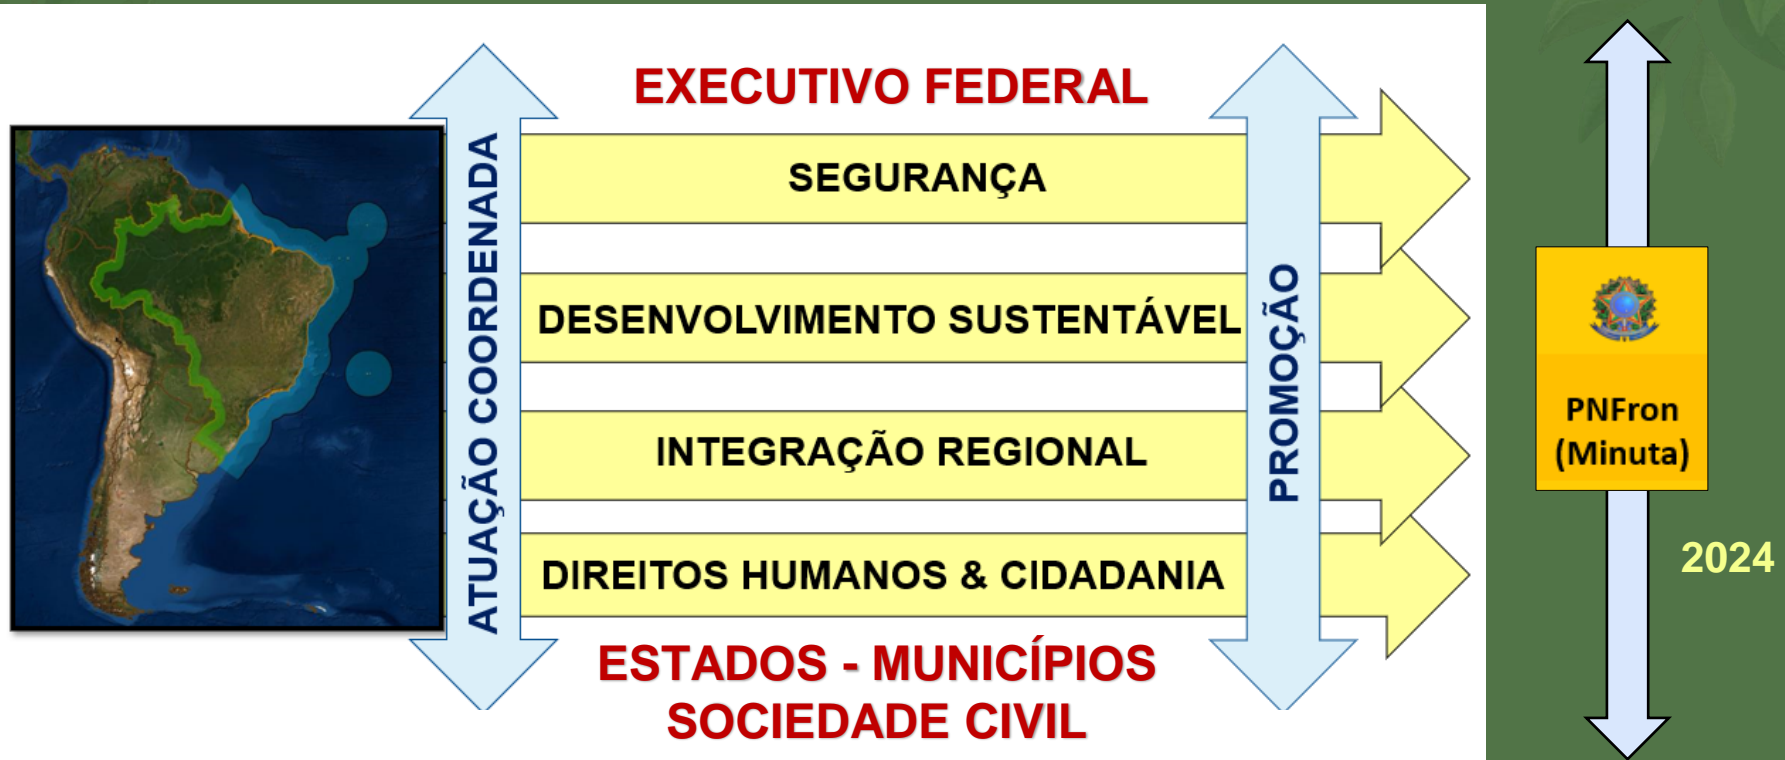 EXECUTIVO FEDERAL
ATUAÇÃO COORDENADA
SEGURANÇA
DESENVOLVIMENTO SUSTENTÁVEL
INTEGRAÇÃO REGIONAL
DIREITOS HUMANOS & CIDADANIA
PROMOÇÃO
ESTADOS - MUNICÍPIOS
SOCIEDADE CIVIL
PNFron
(Minuta)
2024